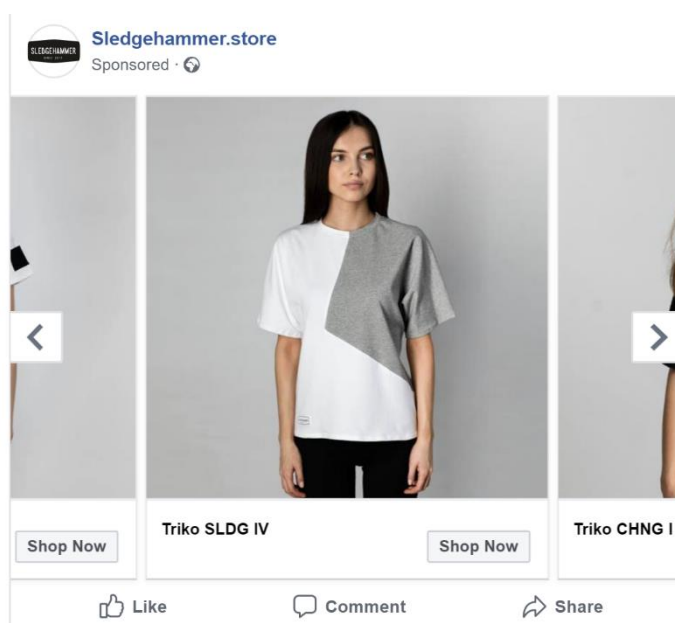 SLEDGEHAMMER
Sledgehammer.store
Sponsored ·
Shop Now
Triko SLDG IV
Shop Now
Triko CHNG I
Like
Comment
Share